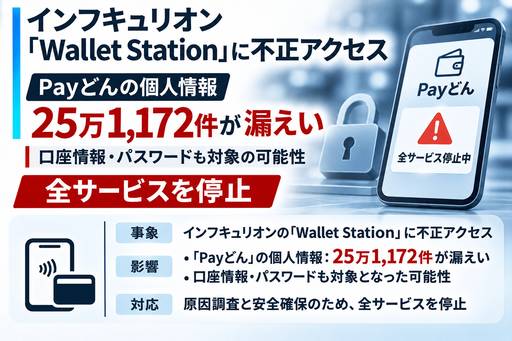 インフキュリオン
「Wallet Station」に不正アクセス
Payどんの個人情報
25万1,172件が漏えい
口座情報・パスワードも対象の可能性
全サービスを停止
Payどん
全サービス停止中
事象
インフキュリオンの「Wallet Station」に不正アクセス
影響
•「Payどん」の個人情報：25万1,172件が漏えい
•口座情報・パスワードも対象となった可能性
対応
原因調査と安全確保のため、全サービスを停止